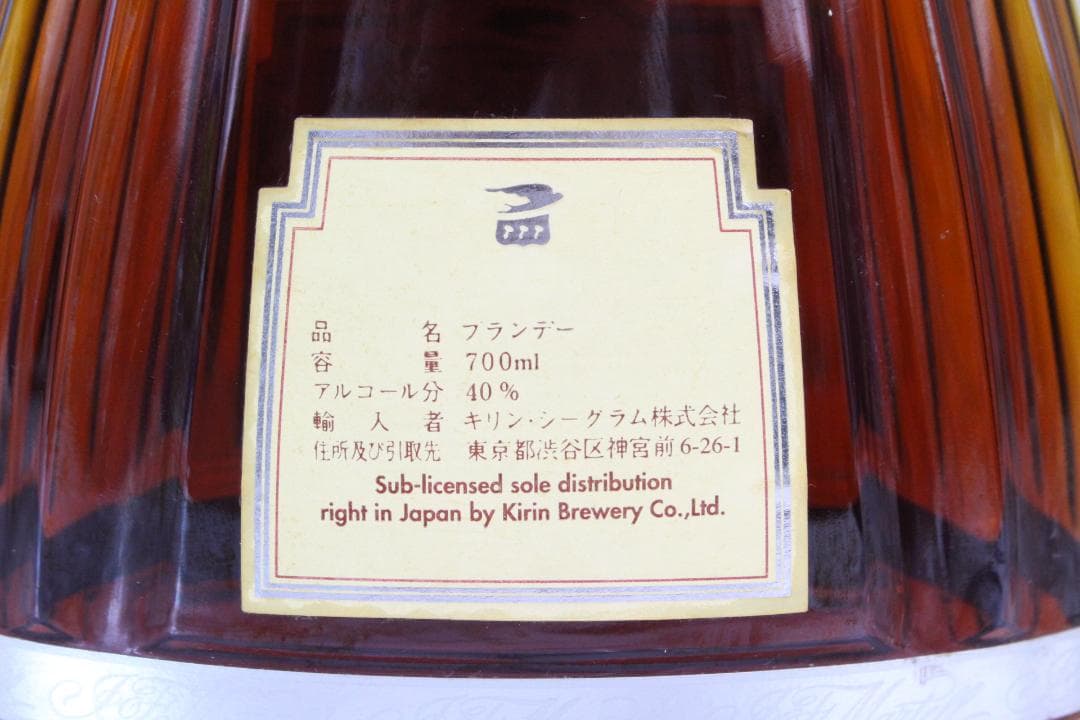 品名 ブランデー
容量 700ml
アルコール分 40%
輸入者 キリン・シーグラム株式会社
住所及び引取先 東京都渋谷区神宮前6-26-1
Sub-licensed sole distribution
right in Japan by Kirin Brewery Co.,Ltd.